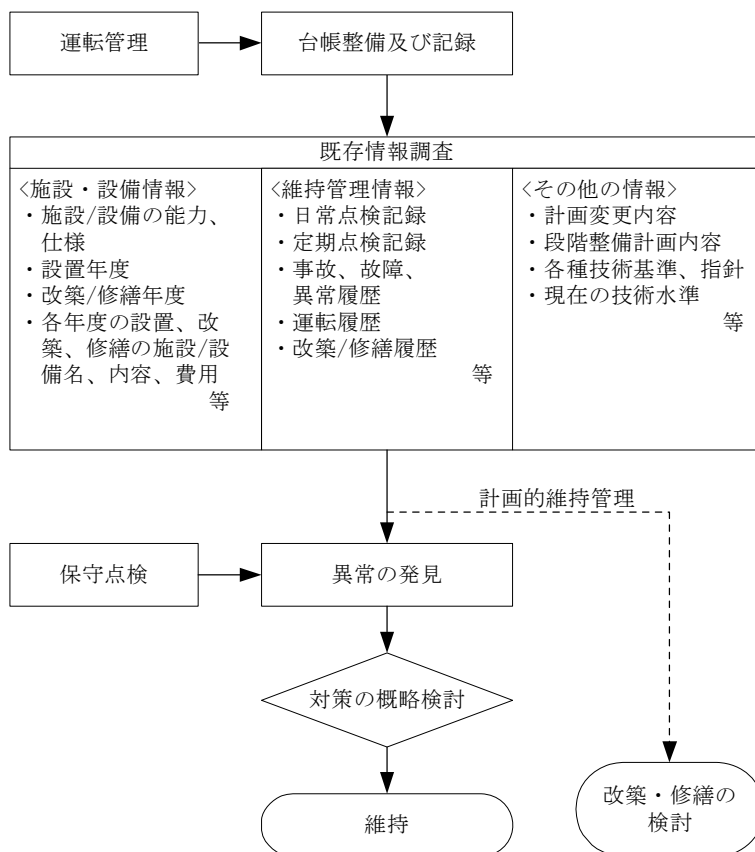 運転管理
台帳整備及び記録
既存情報調査
<施設・設備情報>
・施設/設備の能力、
仕様
・設置年度
・改築/修繕年度
・各年度の設置、改
築、修繕の施設/設
備名、内容、費用
等
<維持管理情報>
・日常点検記録
・定期点検記録
・事故、故障、
異常履歴
・運転履歴
・改築/修繕履歴
等
<その他の情報>
・計画変更内容
・段階整備計画内容
・各種技術基準、指針
・現在の技術水準
等
計画的維持管理
保守点検
異常の発見
対策の概略検討
維持
改築・修繕の
検討